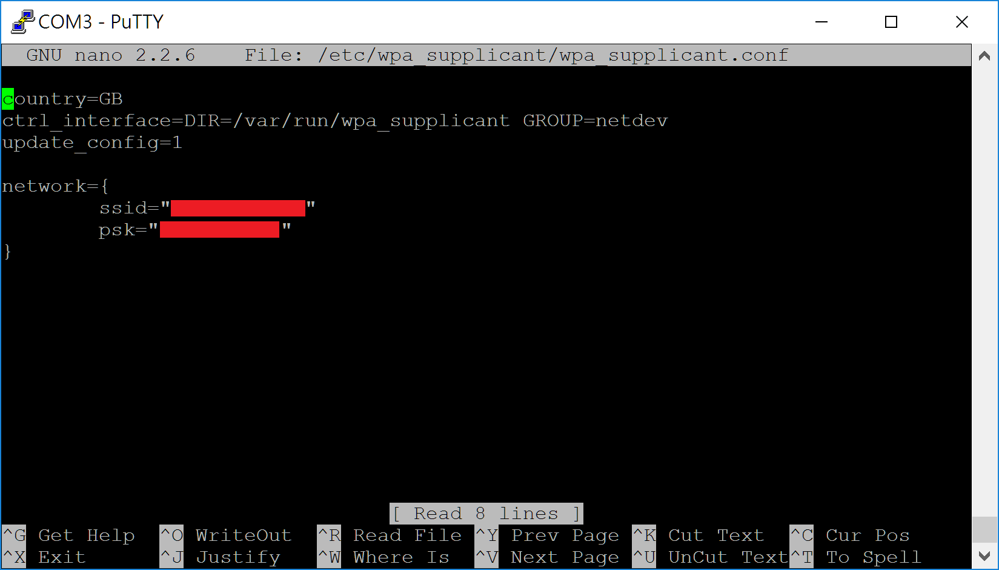 COM3 - PuTTY
GNU nano 2.2.6 File: /etc/wpa_supplicant/wpa_supplicant.conf
country=GB
ctrl_interface=DIR=/var/run/wpa_supplicant GROUP=netdev
update_config=1
network={
ssid=""
psk=""
}
[ Read 8 lines ]
^G Get Help ^O WriteOut ^R Read File ^Y Prev Page ^K Cut Text ^C Cur Pos
^X Exit ^J Justify ^W Where Is ^V Next Page ^U UnCut Text^T To Spell